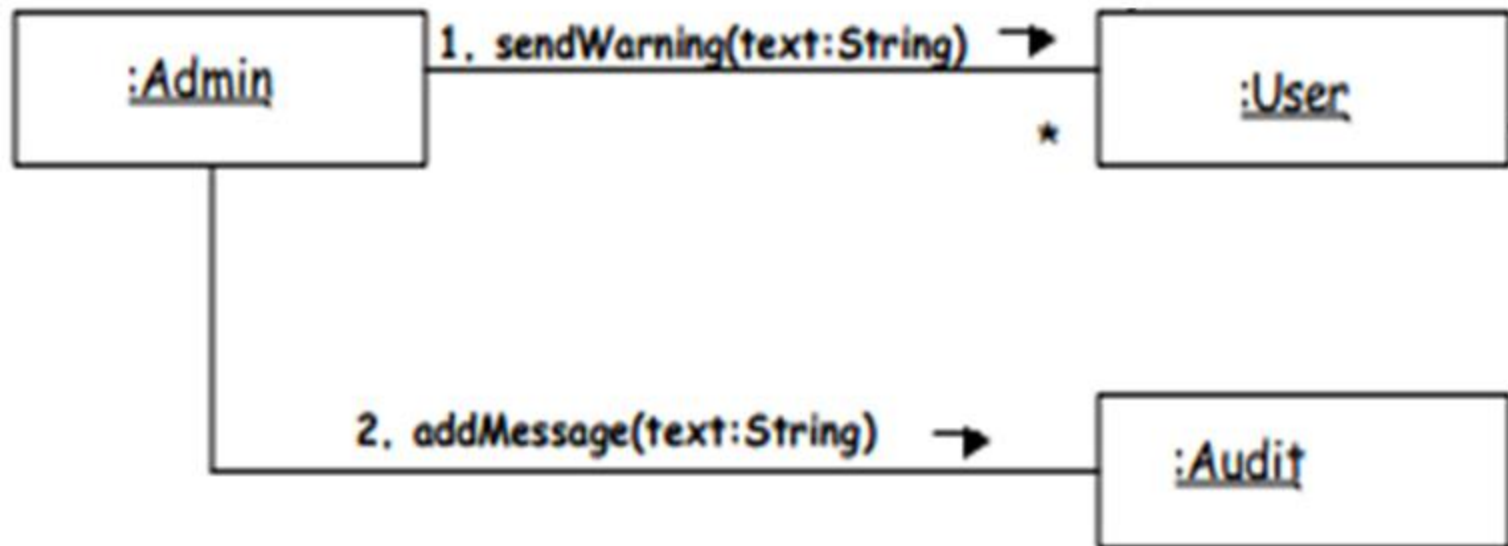 1. sendWarning(text:String)
:Admin
:User
*
2. addMessage(text:String)
:Audit